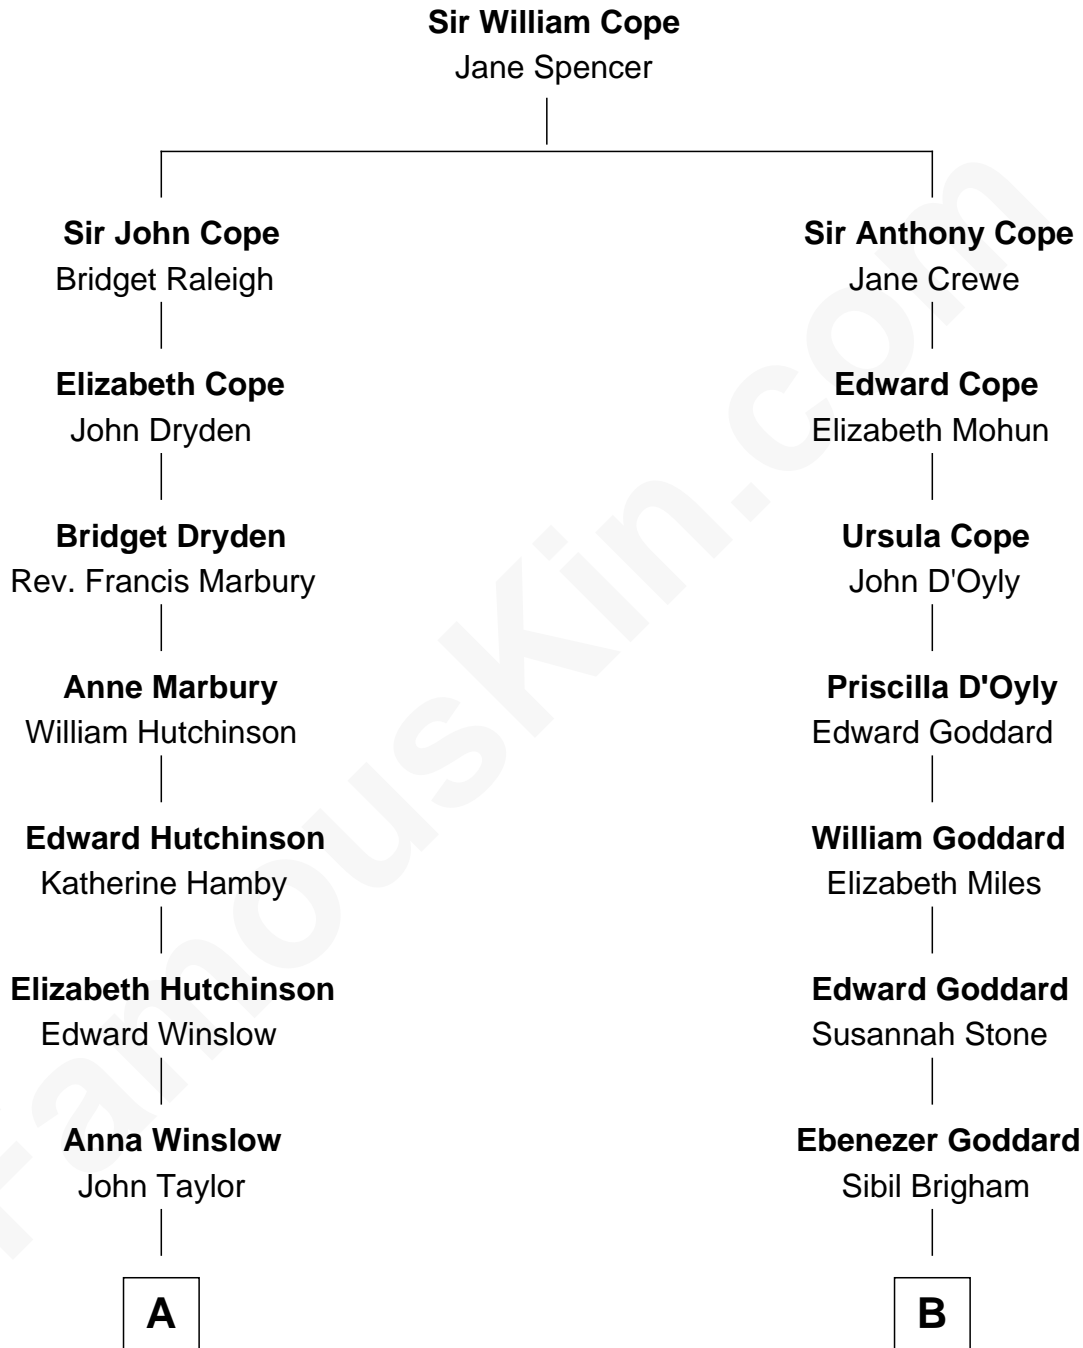 Sir William Cope
Jane Spencer
Sir John Cope
Bridget Raleigh
Sir Anthony Cope
Jane Crewe
Elizabeth Cope
John Dryden
Edward Cope
Elizabeth Mohun
Bridget Dryden
Rev. Francis Marbury
Ursula Cope
John D'Oyly
Anne Marbury
William Hutchinson
Priscilla D'Oyly
Edward Goddard
Edward Hutchinson
Katherine Hamby
William Goddard
Elizabeth Miles
Elizabeth Hutchinson
Edward Winslow
Edward Goddard
Susannah Stone
Anna Winslow
John Taylor
Ebenezer Goddard
Sibil Brigham
A
B
FamousKin.com